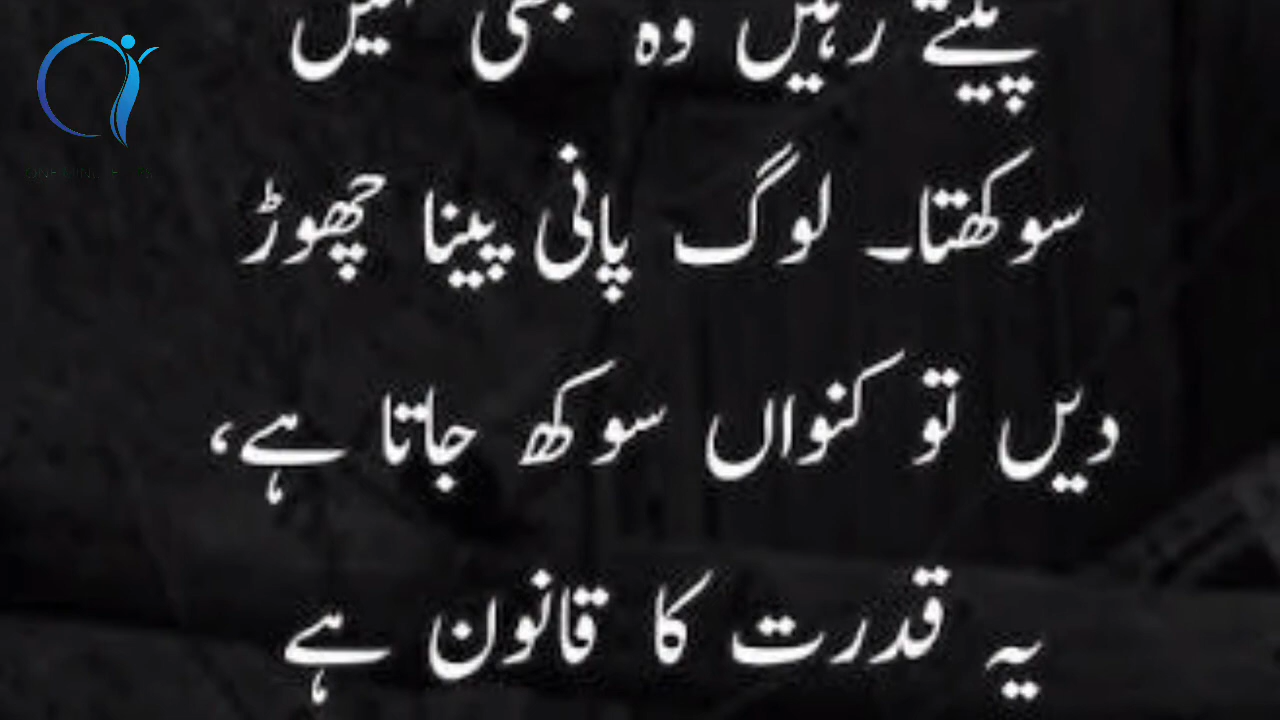 پیتے رہیں وہ کبھی نہیں
سوکھتا۔ لوگ پانی پینا چھوڑ
دیں تو کنواں سوکھ جاتا ہے،
یہ قدرت کا قانون ہے